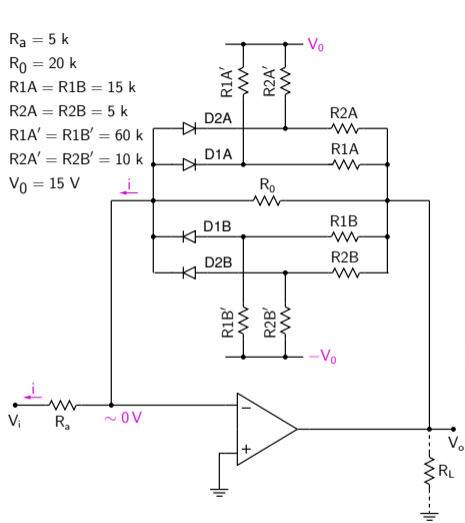 Rₐ = 5 k
R₀ = 20 k
R1A = R1B = 15 k
R2A = R2B = 5 k
R1A′ = R1B′ = 60 k
R2A′ = R2B′ = 10 k
V₀ = 15 V
V₀
R1A′
R2A′
D2A
R2A
D1A
R1A
i
R₀
D1B
R1B
D2B
R2B
R1B′
R2B′
−V₀
i
Vᵢ
Rₐ
∼ 0 V
−
+
Vₒ
R_L